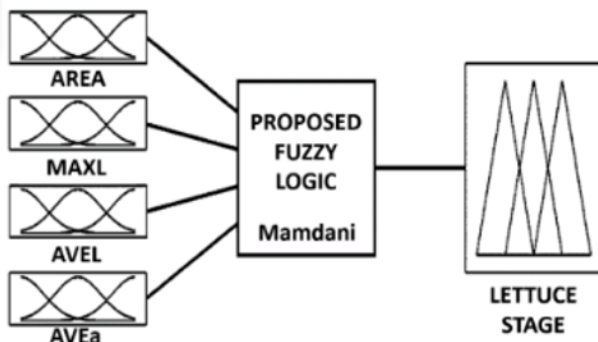 AREA
MAXL
AVEL
AVEa
PROPOSED
FUZZY
LOGIC
Mamdani
LETTUCE
STAGE